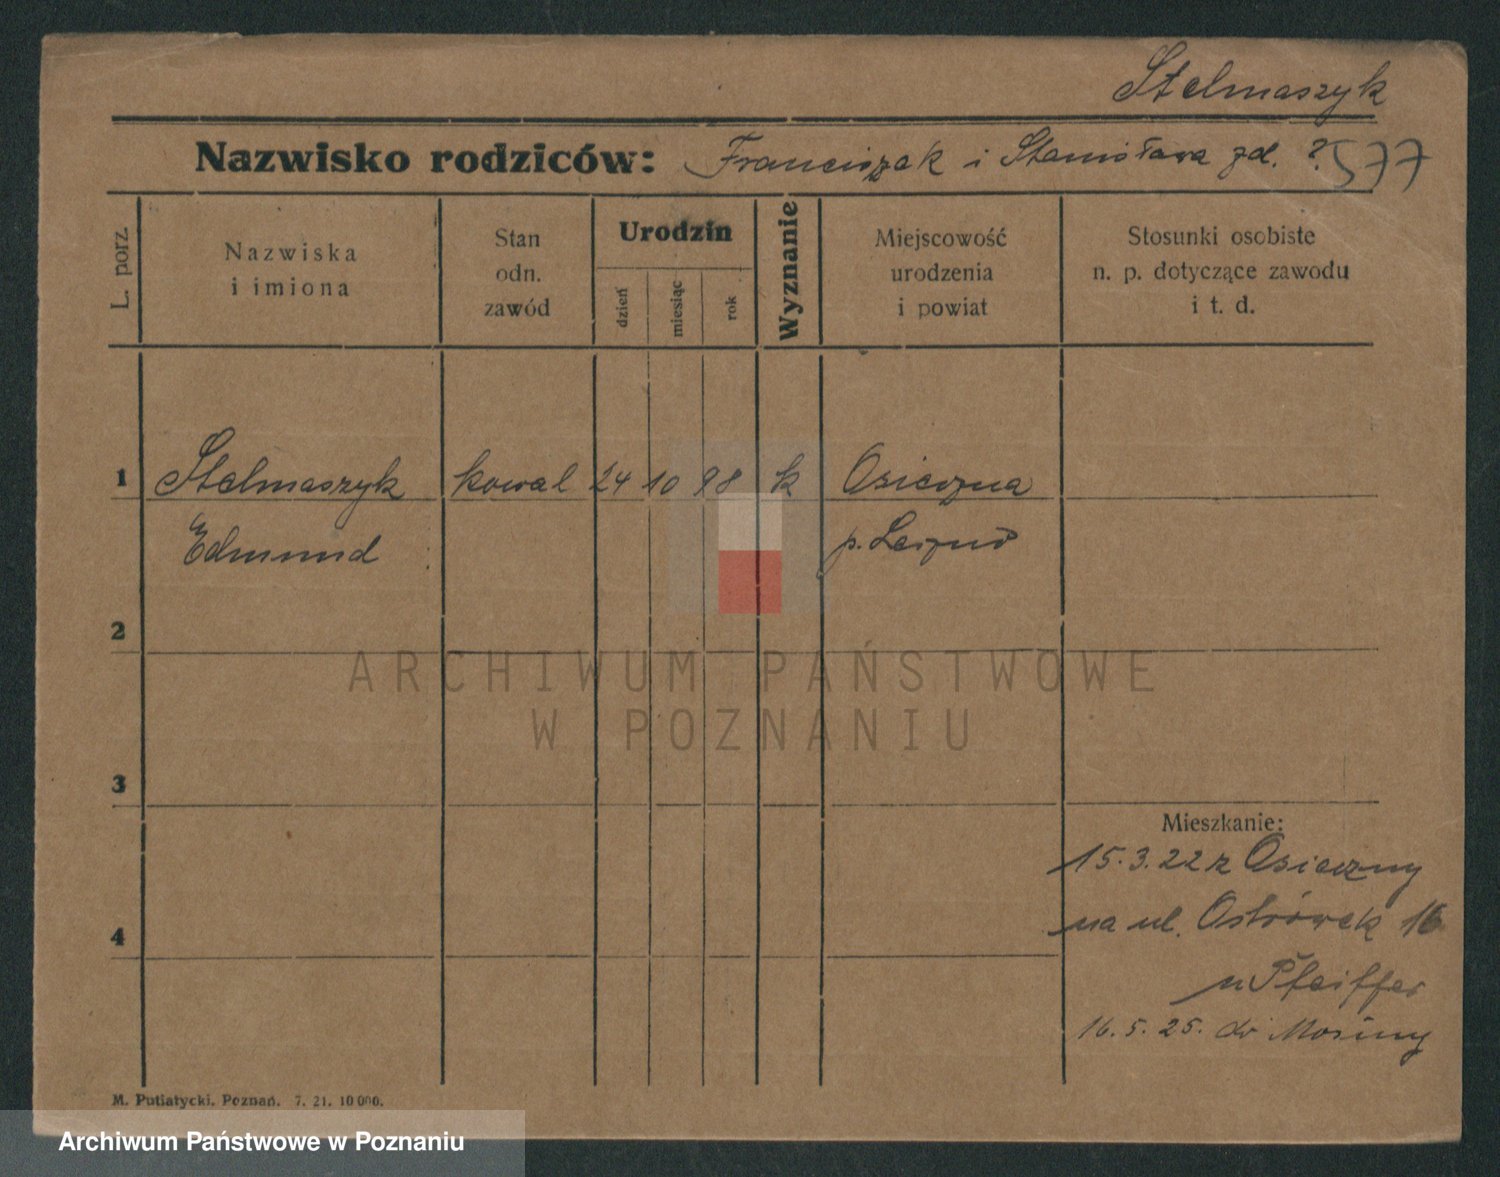 Stelmaszyk
Nazwisko rodziców: Franciszek i Stanisława zd. ? 577
L. porz.
Nazwiska
i imiona
Stan
odn.
zawód
Urodzin
dzień
miesiąc
rok
Wyznanie
Miejscowość
urodzenia
i powiat
Stosunki osobiste
n. p. dotyczące zawodu
i t. d.
1 Stelmaszyk kowal 24 10 98 k Osieczna
Edmund p. Leszno
2
ARCHIWUM PAŃSTWOWE
W POZNANIU
3
Mieszkanie:
15.3.22 z Osieczny
4 na ul. Ostrówek 16
u Pfeiffer
16.5.25. do Mosiny
M. Putiatycki, Poznań. 7. 21. 10 000.
Archiwum Państwowe w Poznaniu